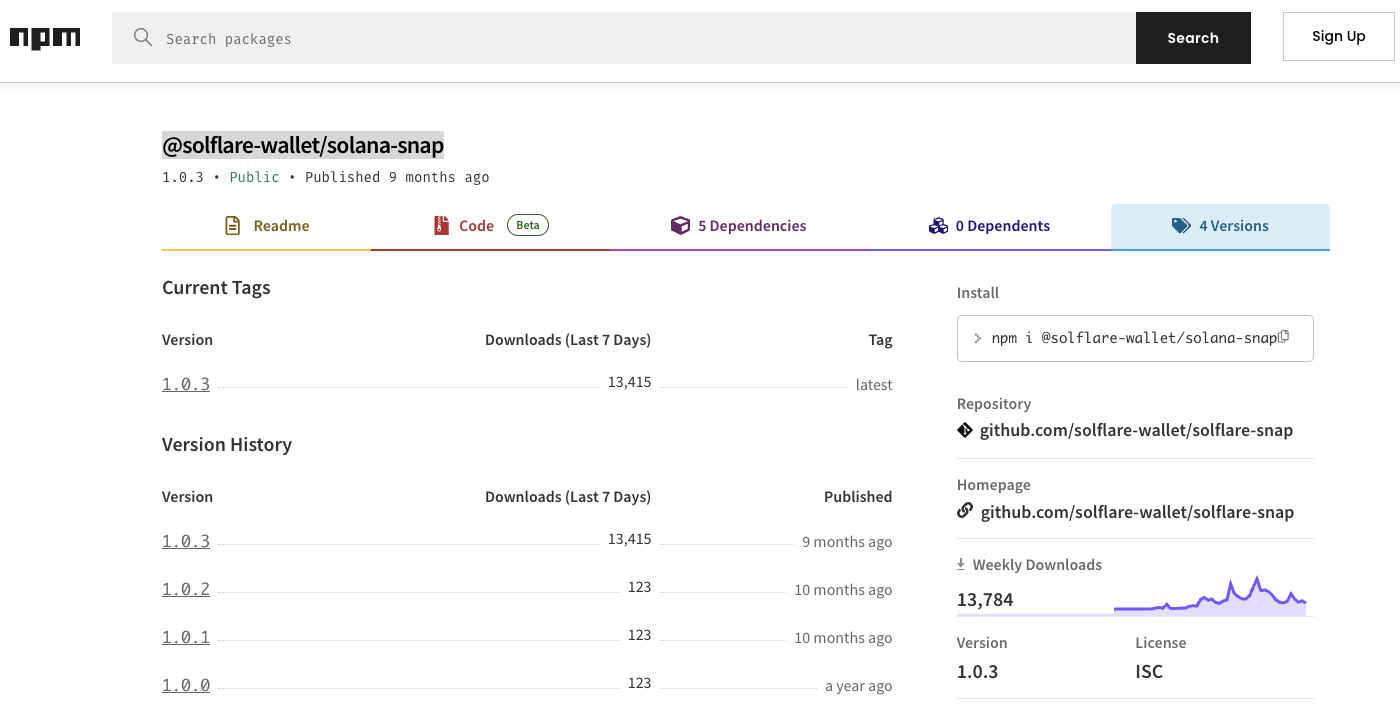 npm
Search packages
Search
Sign Up
@solflare-wallet/solana-snap
1.0.3 • Public • Published 9 months ago
Readme
Code Beta
5 Dependencies
0 Dependents
4 Versions
Current Tags
Version Downloads (Last 7 Days) Tag
1.0.3 13,415 latest
Version History
Version Downloads (Last 7 Days) Published
1.0.3 13,415 9 months ago
1.0.2 123 10 months ago
1.0.1 123 10 months ago
1.0.0 123 a year ago
Install
> npm i @solflare-wallet/solana-snap
Repository
github.com/solflare-wallet/solflare-snap
Homepage
github.com/solflare-wallet/solflare-snap
Weekly Downloads
13,784
Version License
1.0.3 ISC